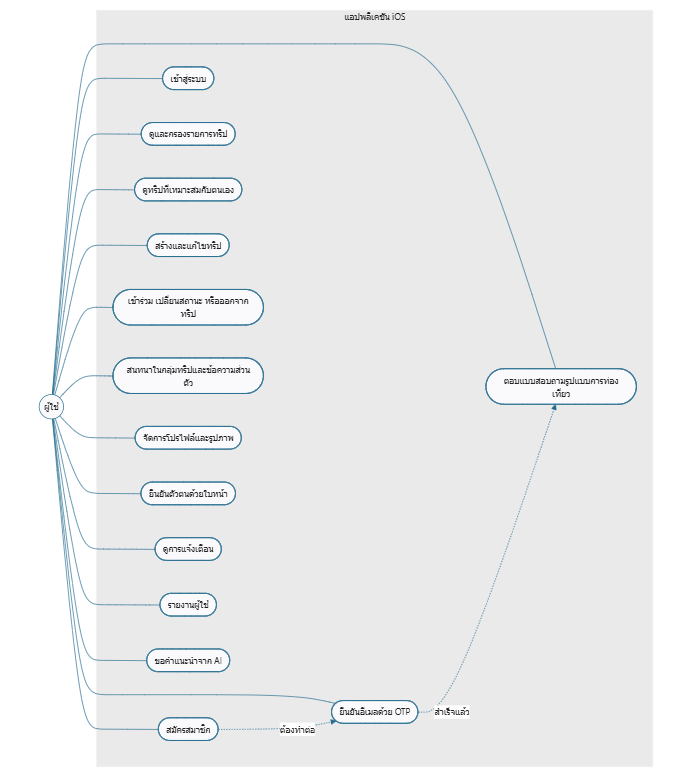 แอปพลิเคชัน iOS
เข้าสู่ระบบ
ดูและกรองรายการทริป
ดูทริปที่เหมาะสมกับตนเอง
สร้างและแก้ไขทริป
เข้าร่วม เปลี่ยนสถานะ หรือออกจาก
ทริป
สนทนาในกลุ่มทริปและข้อความส่วน
ตัว
ตอบแบบสอบถามรูปแบบการท่อง
เที่ยว
ผู้ใช้
จัดการโปรไฟล์และรูปภาพ
ยืนยันตัวตนด้วยใบหน้า
ดูการแจ้งเตือน
รายงานผู้ใช้
ขอคำแนะนำจาก AI
ยืนยันอีเมลด้วย OTP
สำเร็จแล้ว
สมัครสมาชิก
ต้องทำต่อ